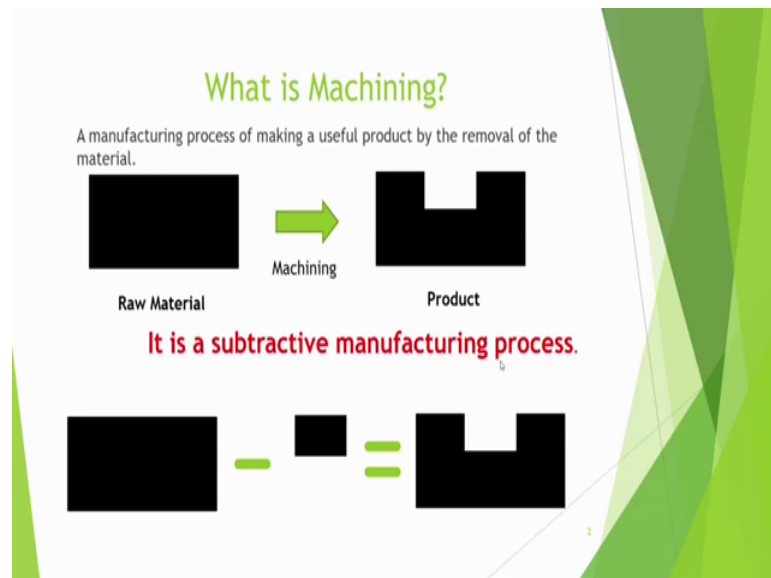 What is Machining?
A manufacturing process of making a useful product by the removal of the
material.
Machining
Raw Material
Product
It is a subtractive manufacturing process.
2